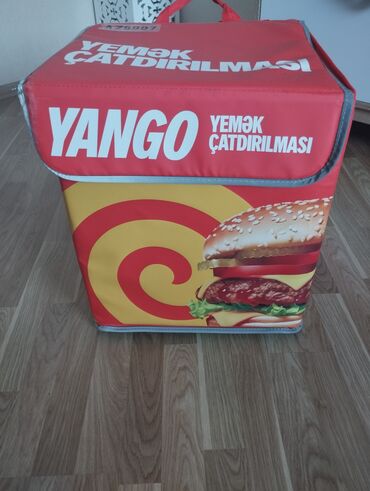 YEMƏK
ÇATDIRILMASI
YANGO
YEMƏK
ÇATDIRILMASI